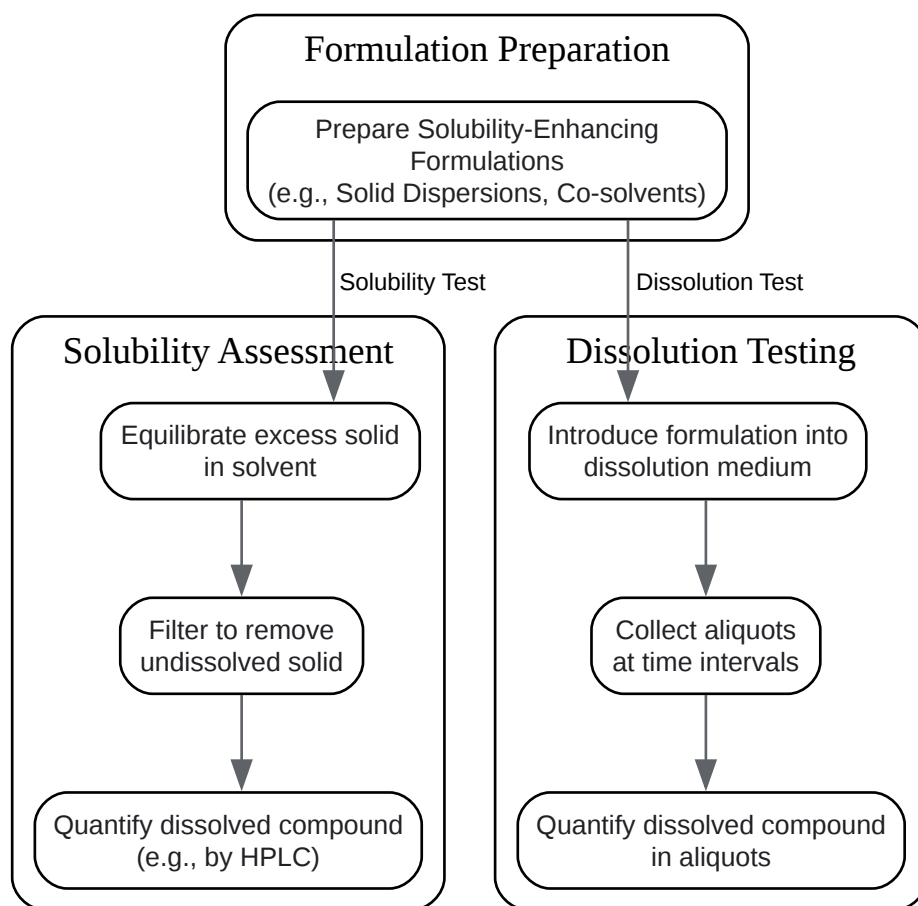 Formulation Preparation
Prepare Solubility-Enhancing
Formulations
(e.g., Solid Dispersions, Co-solvents)
Solubility Test
Dissolution Test
Solubility Assessment
Equilibrate excess solid
in solvent
Filter to remove
undissolved solid
Quantify dissolved compound
(e.g., by HPLC)
Dissolution Testing
Introduce formulation into
dissolution medium
Collect aliquots
at time intervals
Quantify dissolved compound
in aliquots